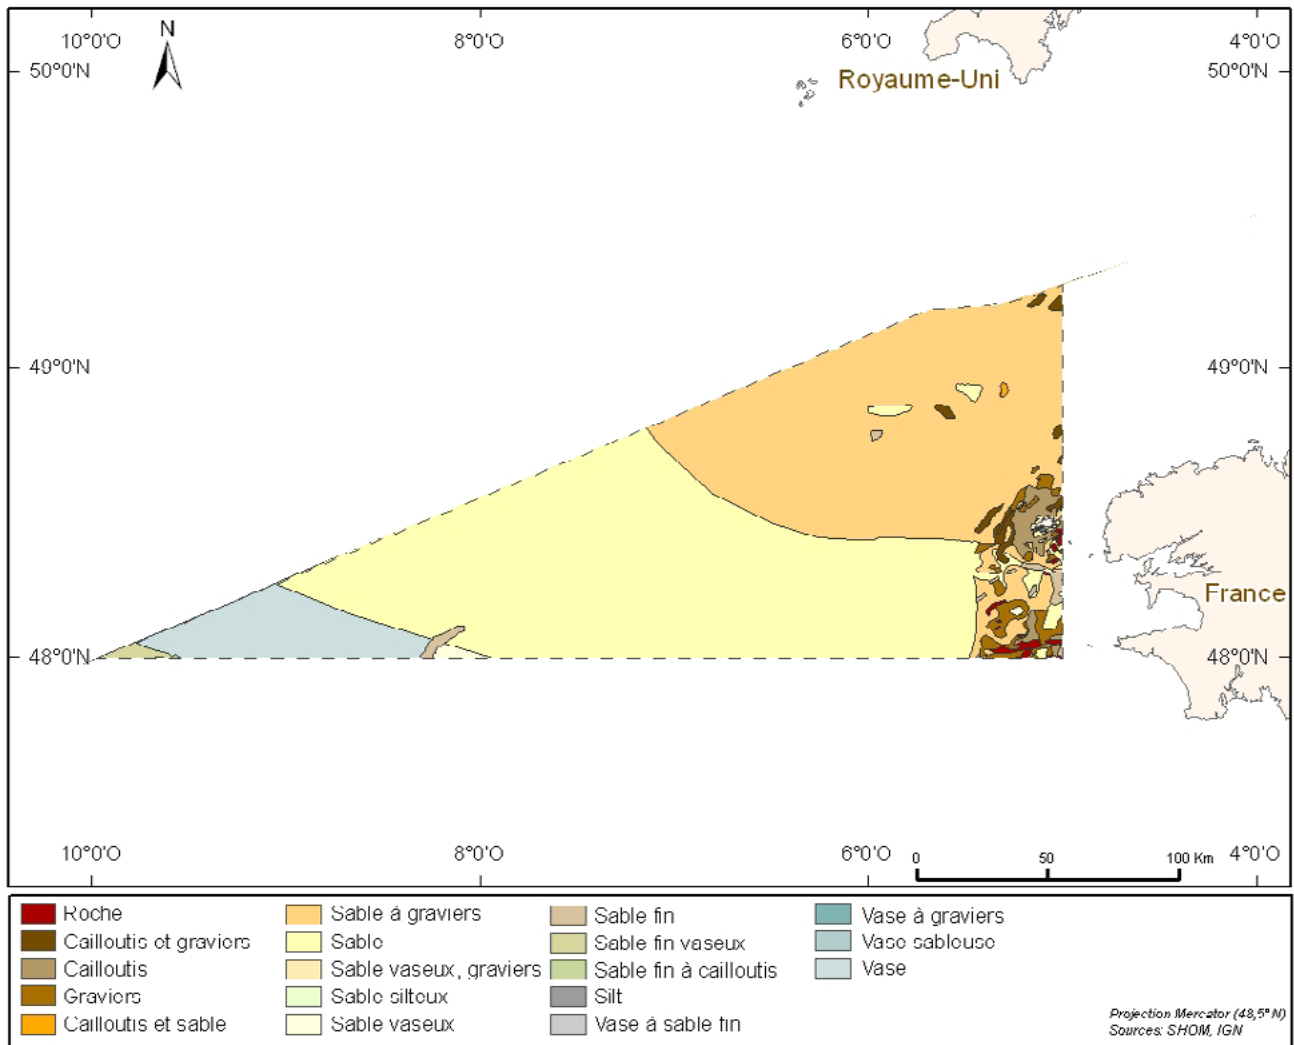 N
10°0'O 8°0'O 6°0'O 4°0'O
50°0'N 50°0'N
Royaume-Uni
49°0'N 49°0'N
France
48°0'N 48°0'N
10°0'O 8°0'O 6°0'O 4°0'O
0 50 100 Km
Roche
Cailloutis et graviers
Cailloutis
Graviers
Cailloutis et sable
Sable à graviers
Sable
Sable vaseux, graviers
Sable silteux
Sable vaseux
Sable fin
Sable fin vaseux
Sable fin à cailloutis
Silt
Vase à sable fin
Vase à graviers
Vase sableuse
Vase
Projection Mercator (48,5°N)
Sources: SHOM, IGN